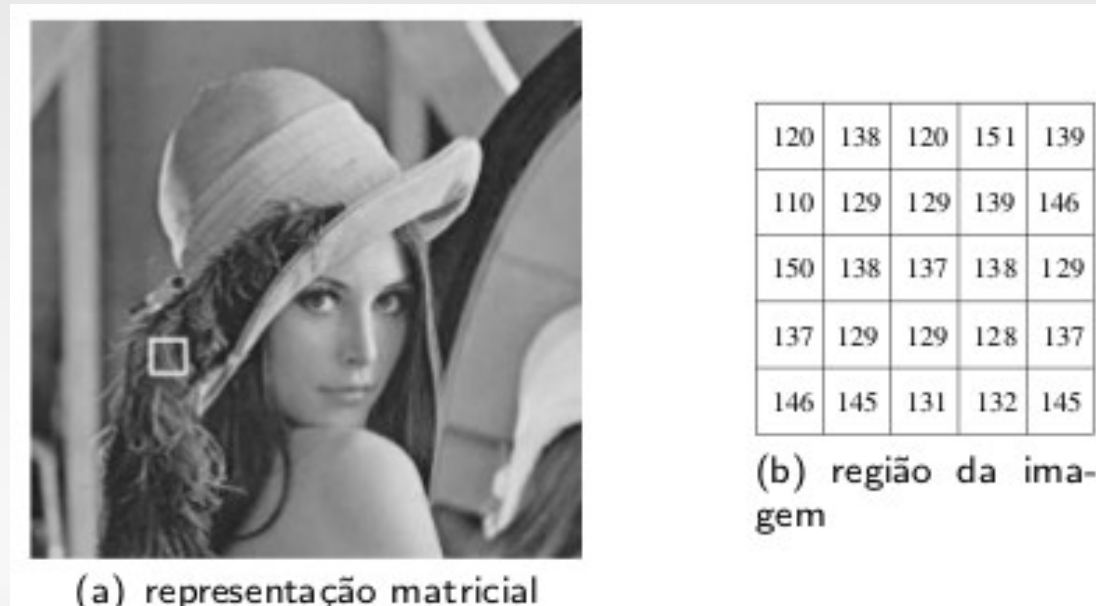 120 138 120 151 139
110 129 129 139 146
150 138 137 138 129
137 129 129 128 137
146 145 131 132 145
(b) região da ima-
gem
(a) representação matricial